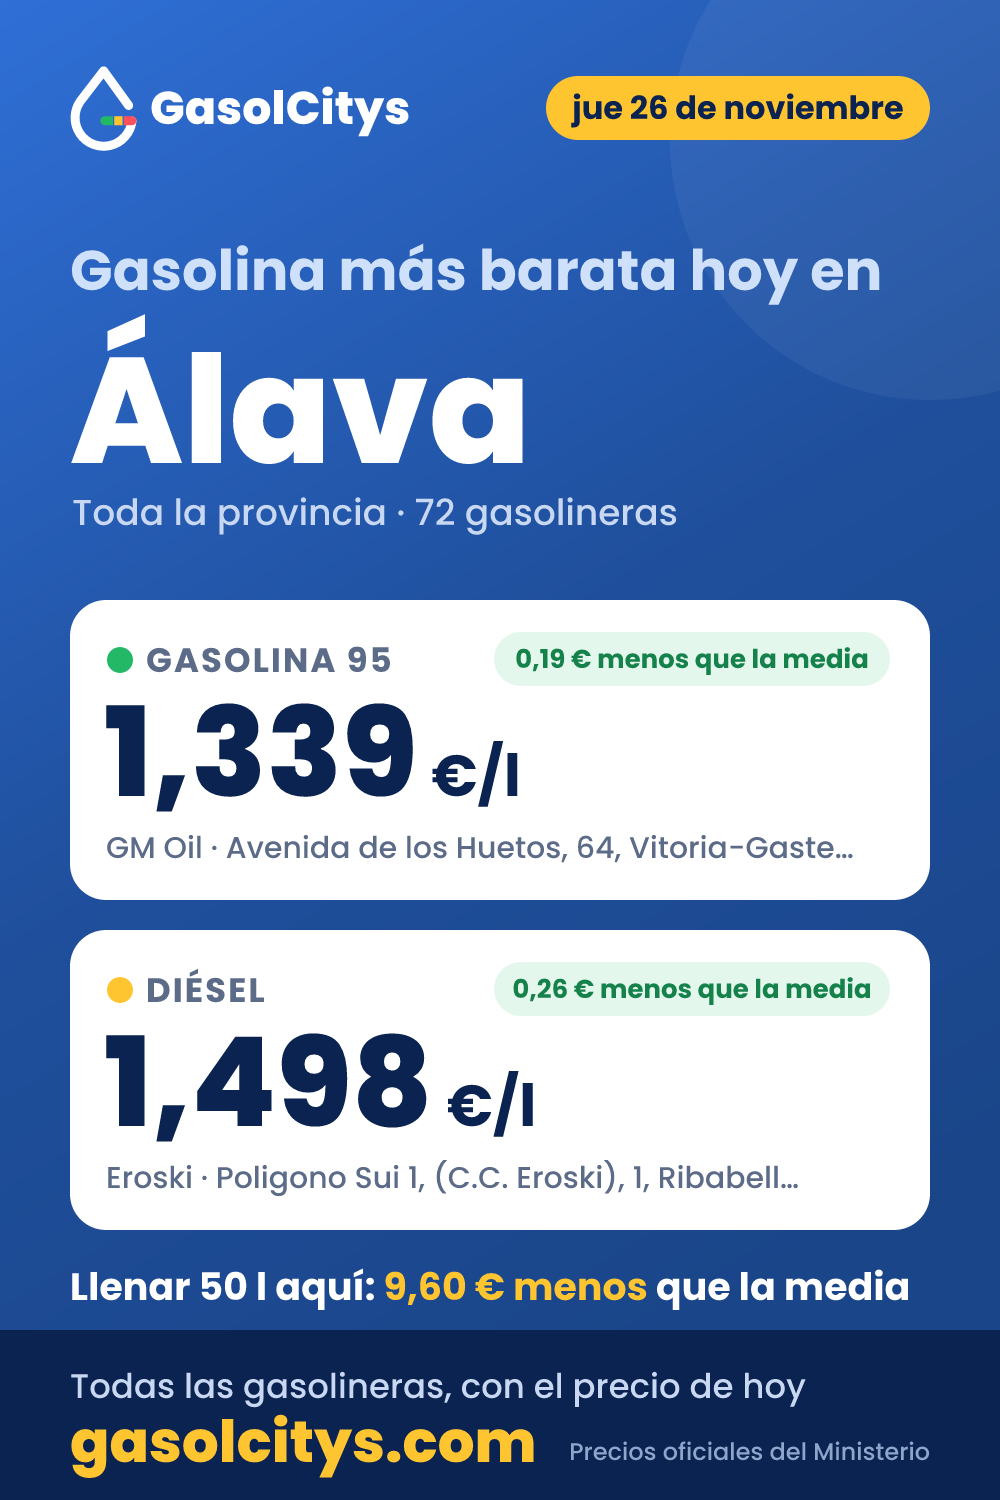 GasolCitys
jue 26 de noviembre
Gasolina más barata hoy en
Álava
Toda la provincia · 72 gasolineras
GASOLINA 95
0,19 € menos que la media
1,339 €/l
GM Oil · Avenida de los Huetos, 64, Vitoria-Gaste...
DIÉSEL
0,26 € menos que la media
1,498 €/l
Eroski · Poligono Sui 1, (C.C. Eroski), 1, Ribabell...
Llenar 50 l aquí: 9,60 € menos que la media
Todas las gasolineras, con el precio de hoy
gasolcitys.com
Precios oficiales del Ministerio